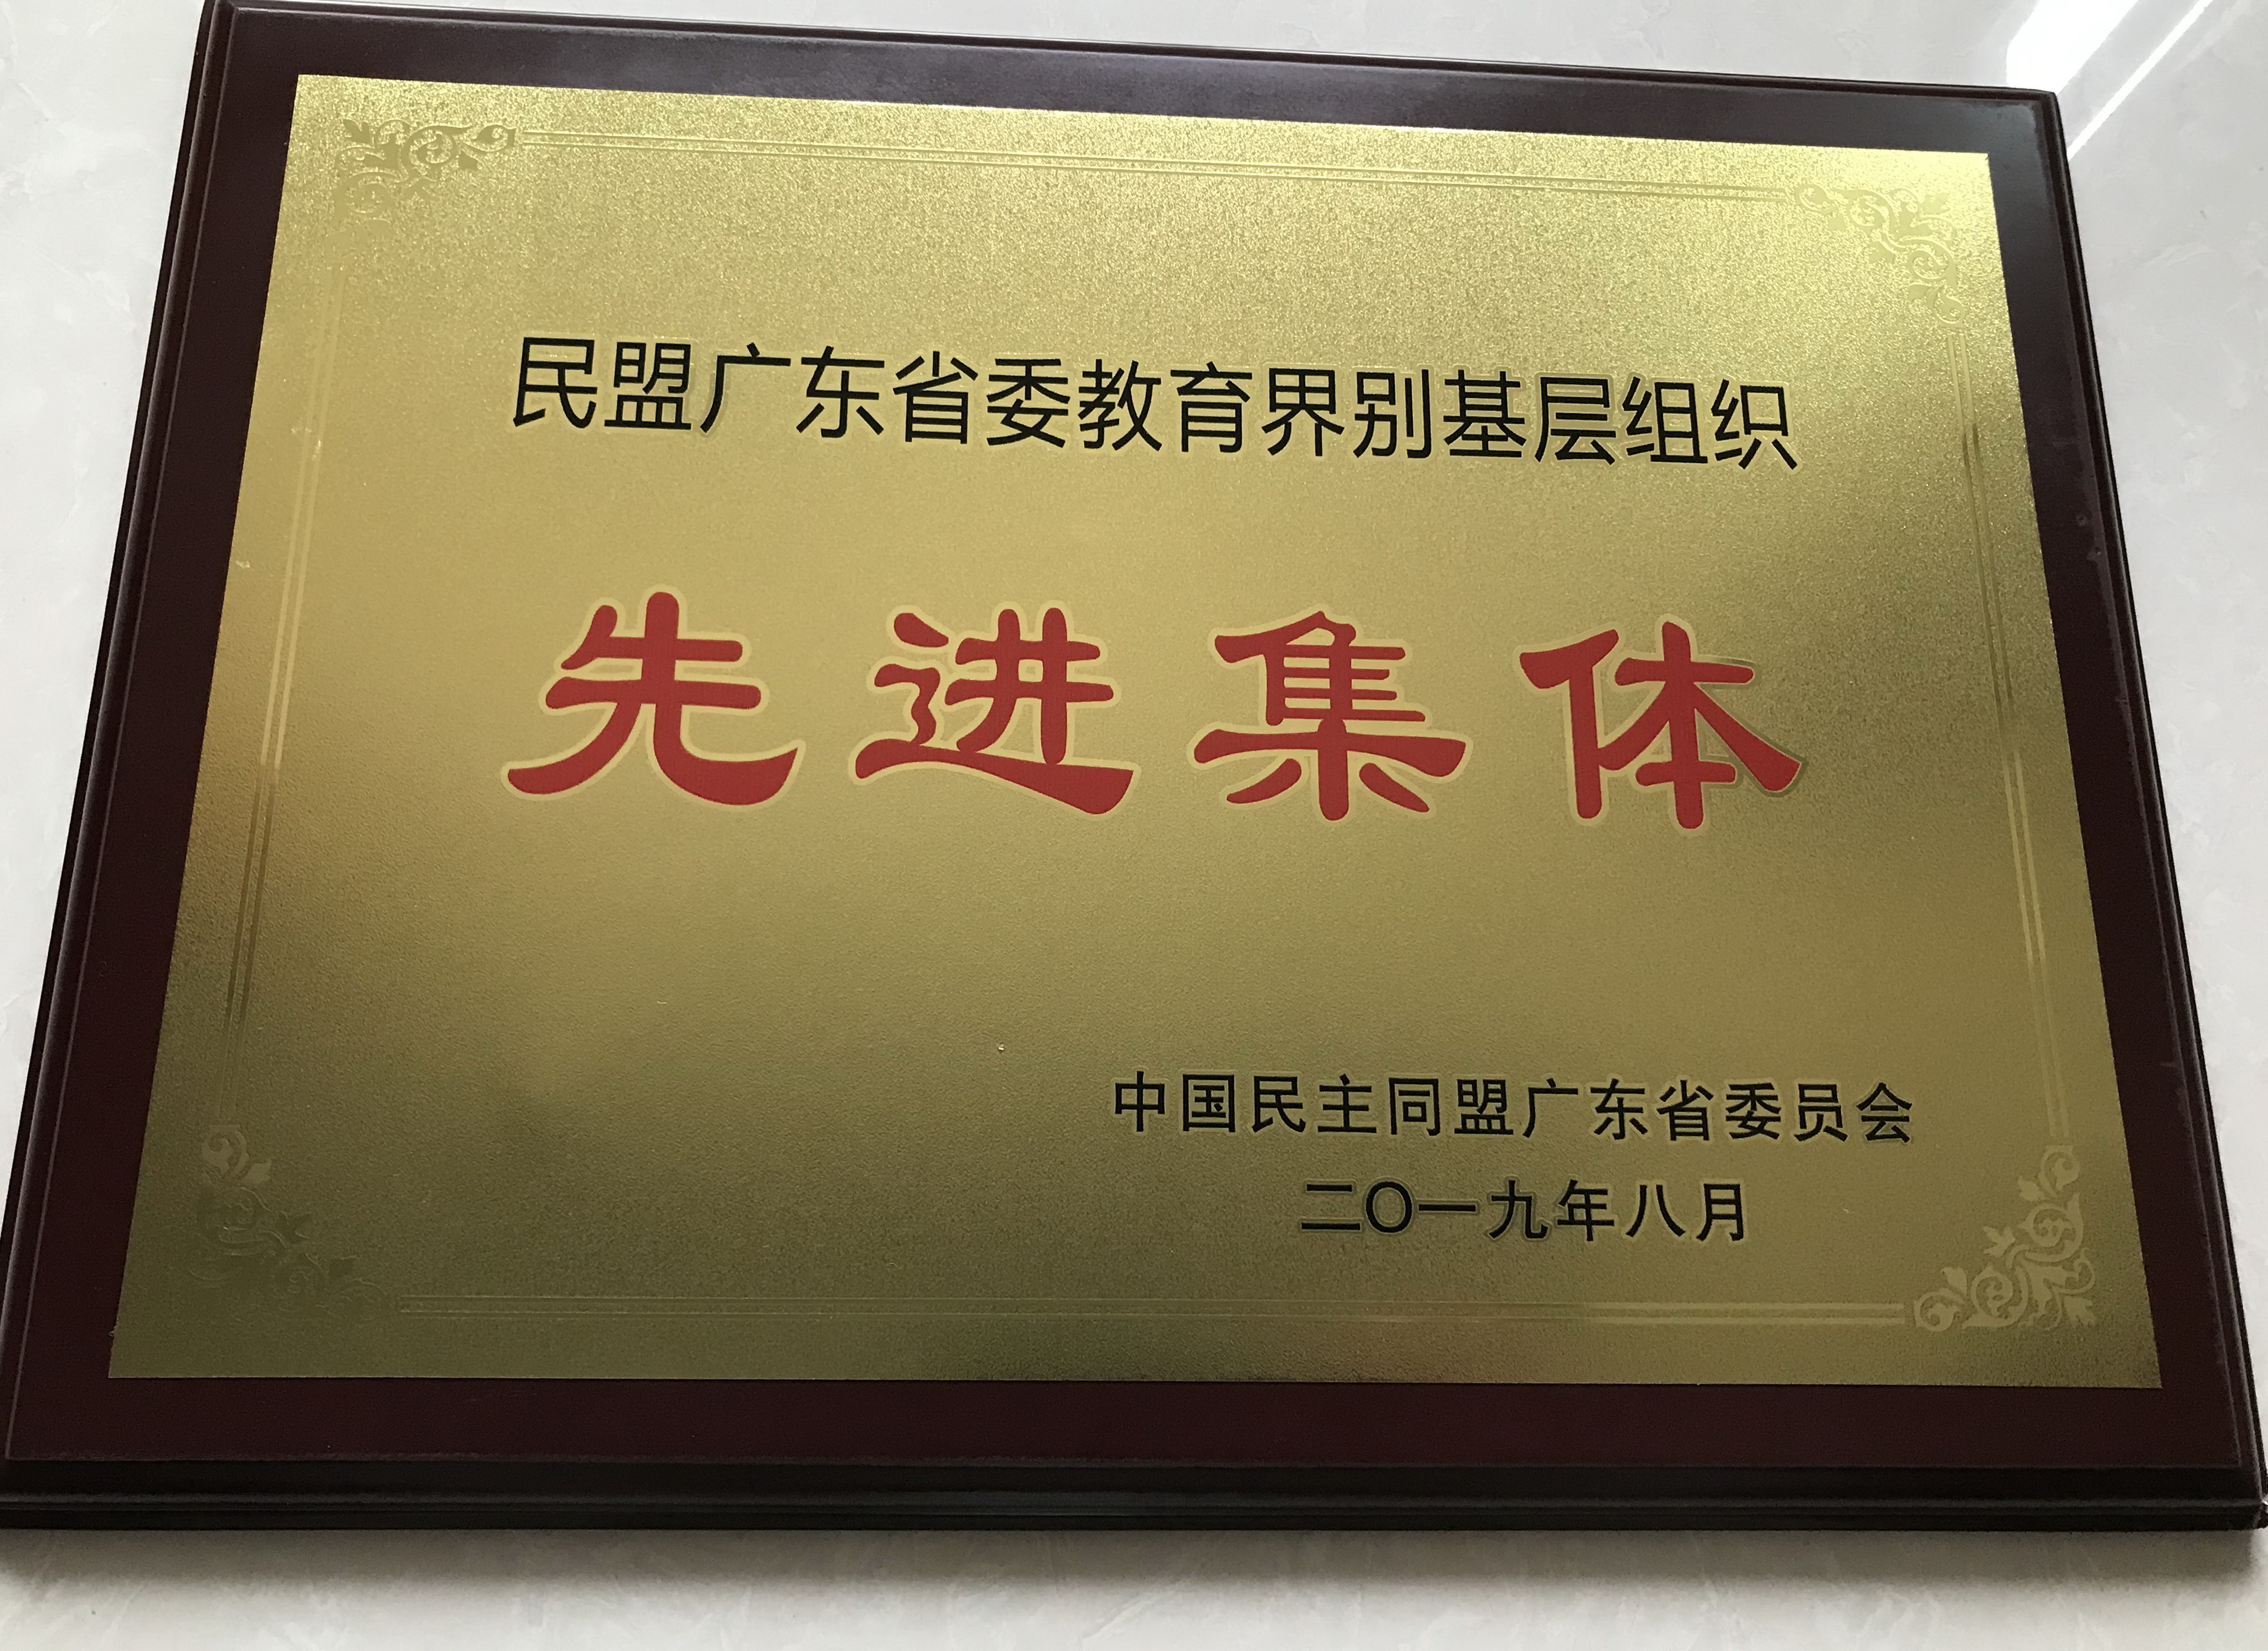 民盟广东省委教育界别基层组织
先进集体
中国民主同盟广东省委员会
二〇一九年八月